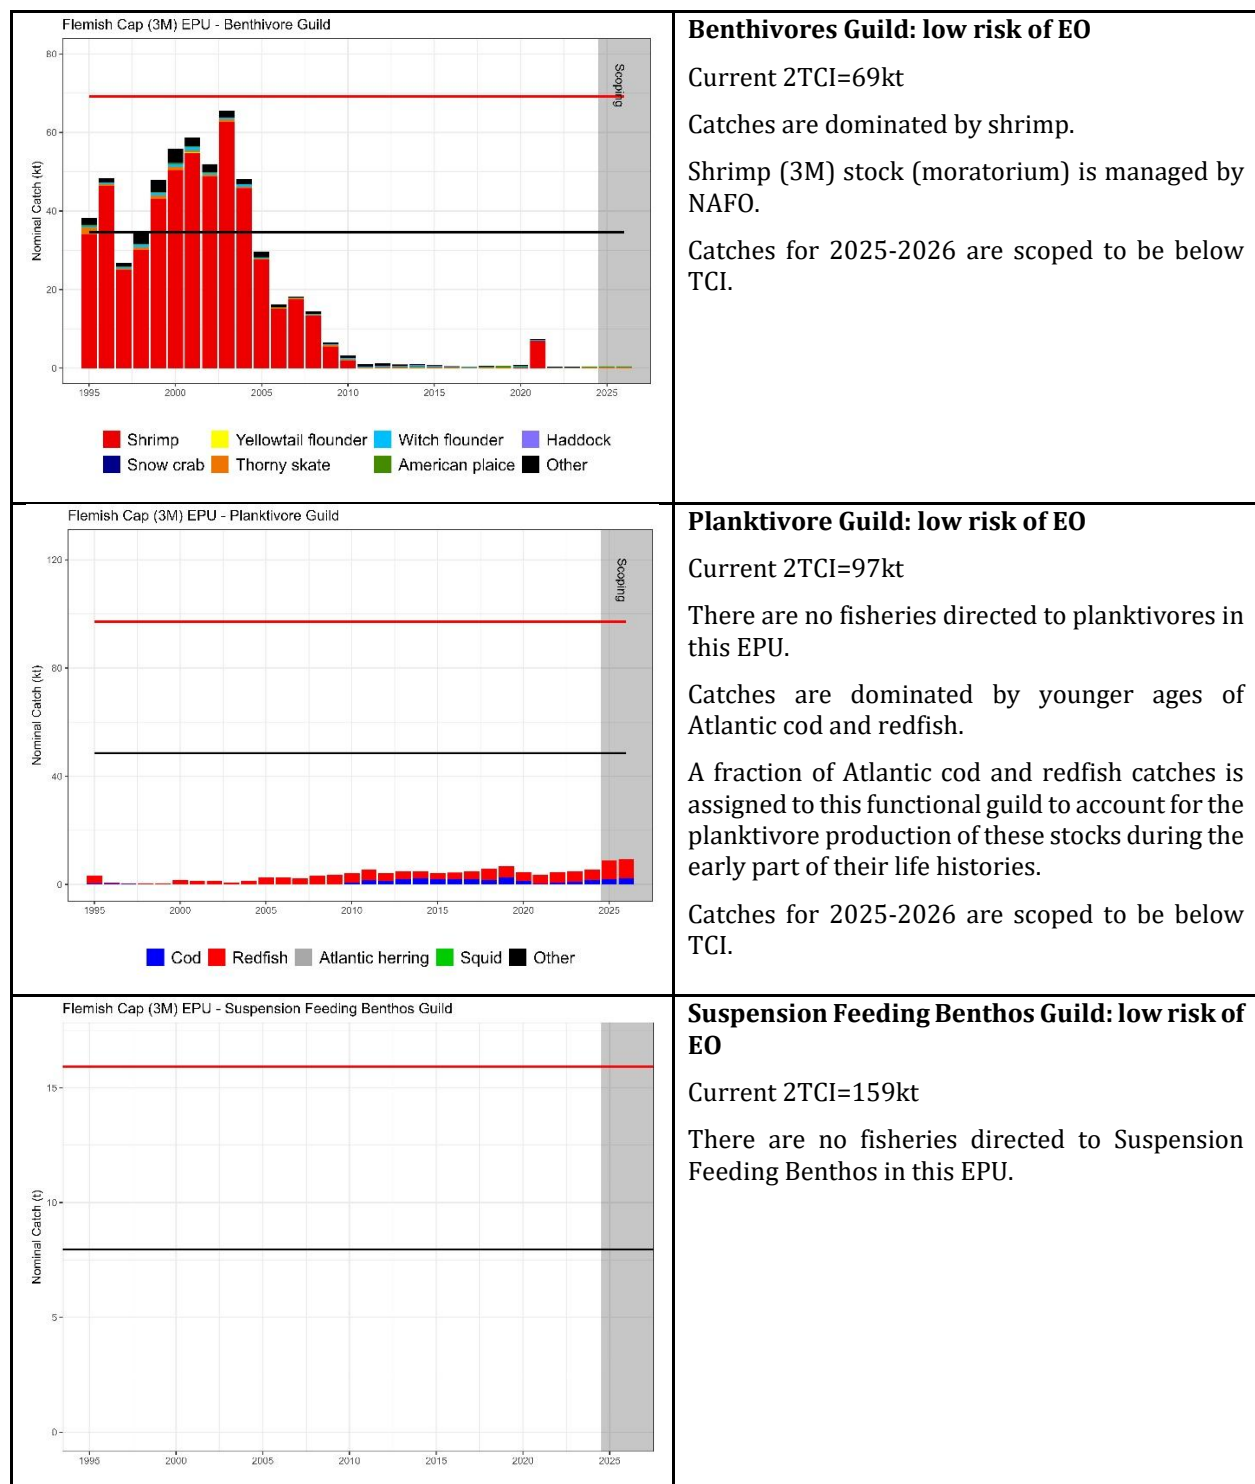 Flemish Cap (3M) EPU - Benthivore Guild
Nominal Catch (kt)
80
60
40
20
0
Scoping
1995 2000 2005 2010 2015 2020 2025
Shrimp Yellowtail flounder Witch flounder Haddock
Snow crab Thorny skate American plaice Other
Benthivores Guild: low risk of EO
Current 2TCI=69kt
Catches are dominated by shrimp.
Shrimp (3M) stock (moratorium) is managed by
NAFO.
Catches for 2025-2026 are scoped to be below
TCI.
Flemish Cap (3M) EPU - Planktivore Guild
Nominal Catch (kt)
120
80
40
0
Scoping
1995 2000 2005 2010 2015 2020 2025
Cod Redfish Atlantic herring Squid Other
Planktivore Guild: low risk of EO
Current 2TCI=97kt
There are no fisheries directed to planktivores in
this EPU.
Catches are dominated by younger ages of
Atlantic cod and redfish.
A fraction of Atlantic cod and redfish catches is
assigned to this functional guild to account for the
planktivore production of these stocks during the
early part of their life histories.
Catches for 2025-2026 are scoped to be below
TCI.
Flemish Cap (3M) EPU - Suspension Feeding Benthos Guild
Nominal Catch (t)
15
10
5
0
1995 2000 2005 2010 2015 2020 2025
Suspension Feeding Benthos Guild: low risk of
EO
Current 2TCI=159kt
There are no fisheries directed to Suspension
Feeding Benthos in this EPU.